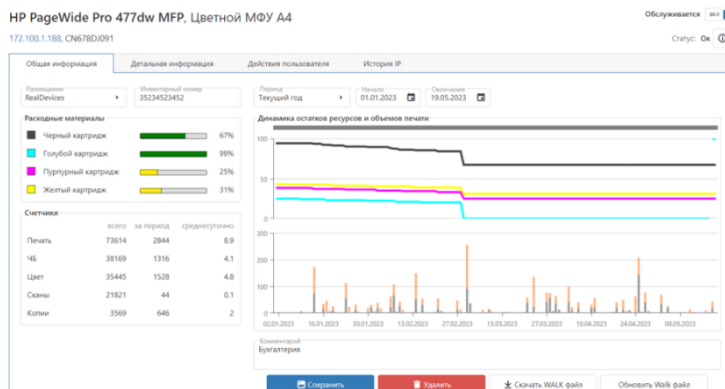 HP PageWide Pro 477dw MFP, Цветной МФУ А4
Обслуживается вкл
172.100.1.188, CN678DJ091
Статус: Ок
Общая информация Детальная информация Действия пользователя История IP
Размещение Инвентарный номер Период Начало Окончание
RealDevices 35234523452 Текущий год 01.01.2023 19.05.2023
Расходные материалы Динамика остатков ресурсов и объемов печати
Черный картридж 67%
Голубой картридж 99%
Пурпурный картридж 25%
Желтый картридж 31%
100
50
0
Счетчики
всего за период среднесуточно
Печать 73614 2844 8.9
ЧБ 38169 1316 4.1
Цвет 35445 1528 4.8
Сканы 21821 44 0.1
Копии 3569 646 2
300
200
100
0
02.01.2023 16.01.2023 30.01.2023 13.02.2023 27.02.2023 13.03.2023 27.03.2023 10.04.2023 24.04.2023 08.05.2023
Комментарий
Бухгалтерия
Сохранить Удалить Скачать WALK файл Обновить Walk файл